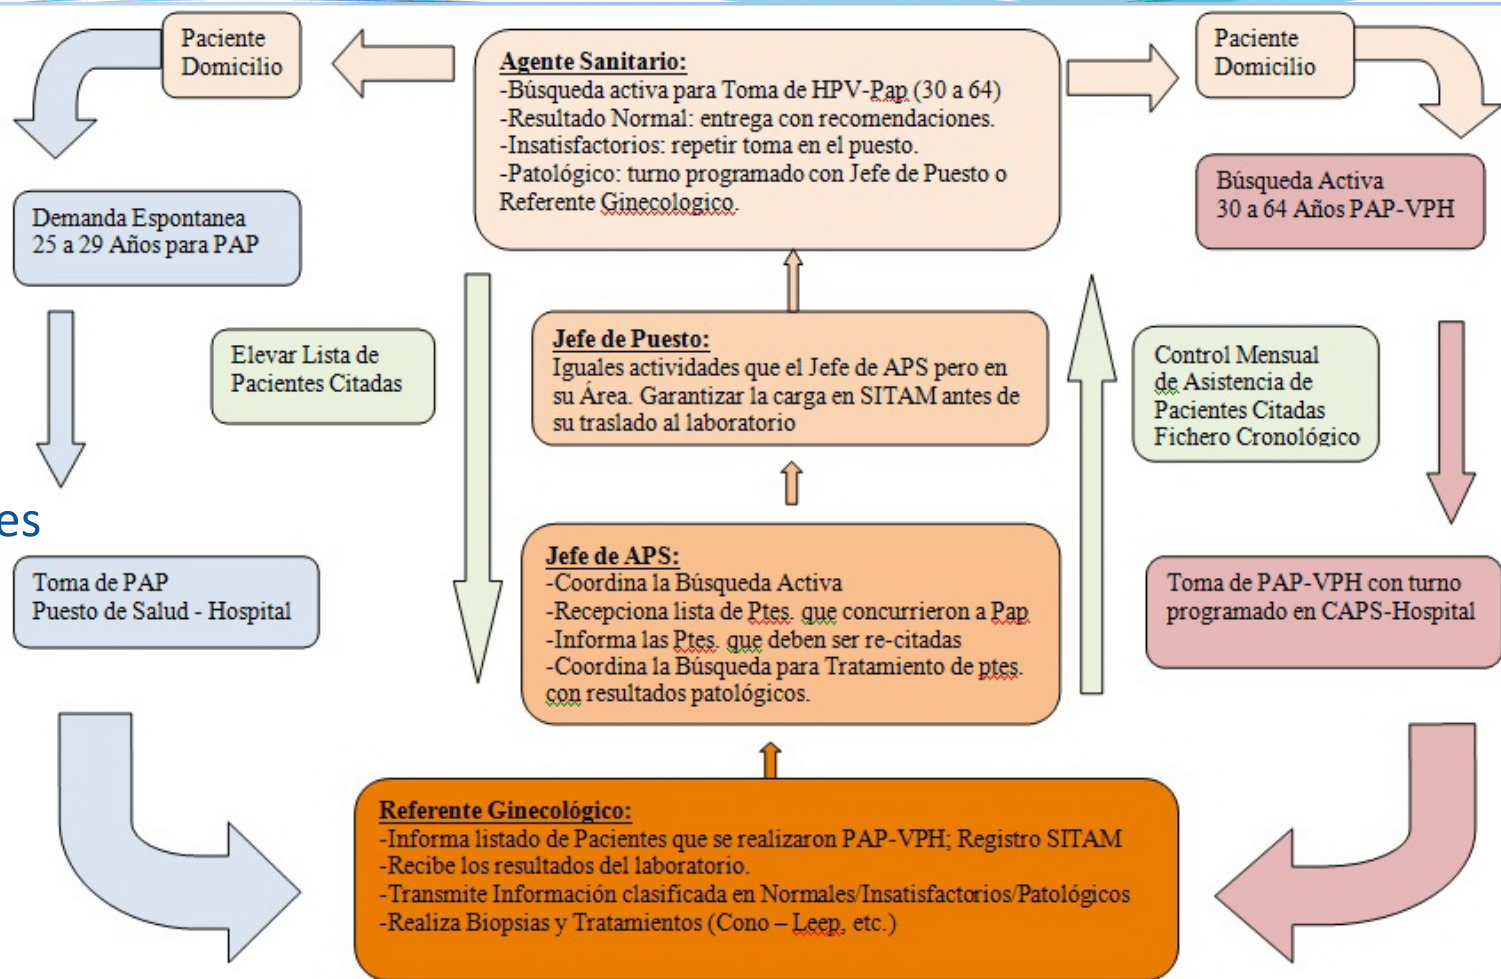 Paciente
Domicilio
Agente Sanitario:
-Búsqueda activa para Toma de HPV-Pap (30 a 64)
-Resultado Normal: entrega con recomendaciones.
-Insatisfactorios: repetir toma en el puesto.
-Patológico: turno programado con Jefe de Puesto o
Referente Ginecologico.
Paciente
Domicilio
Demanda Espontanea
25 a 29 Años para PAP
Búsqueda Activa
30 a 64 Años PAP-VPH
Elevar Lista de
Pacientes Citadas
Jefe de Puesto:
Iguales actividades que el Jefe de APS pero en
su Área. Garantizar la carga en SITAM antes de
su traslado al laboratorio
Control Mensual
de Asistencia de
Pacientes Citadas
Fichero Cronológico
es
Toma de PAP
Puesto de Salud - Hospital
Jefe de APS:
-Coordina la Búsqueda Activa
-Recepciona lista de Ptes. que concurrieron a Pap
-Informa las Ptes. que deben ser re-citadas
-Coordina la Búsqueda para Tratamiento de ptes.
con resultados patológicos.
Toma de PAP-VPH con turno
programado en CAPS-Hospital
Referente Ginecológico:
-Informa listado de Pacientes que se realizaron PAP-VPH; Registro SITAM
-Recibe los resultados del laboratorio.
-Transmite Información clasificada en Normales/Insatisfactorios/Patológicos
-Realiza Biopsias y Tratamientos (Cono – Leep, etc.)